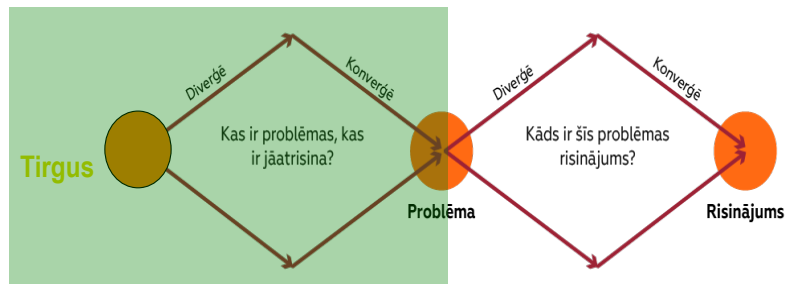 Diverģē
Konverģē
Kas ir problēmas, kas
ir jāatrisina?
Tirgus
Problēma
Diverģē
Konverģē
Kāds ir šīs problēmas
risinājums?
Risinājums